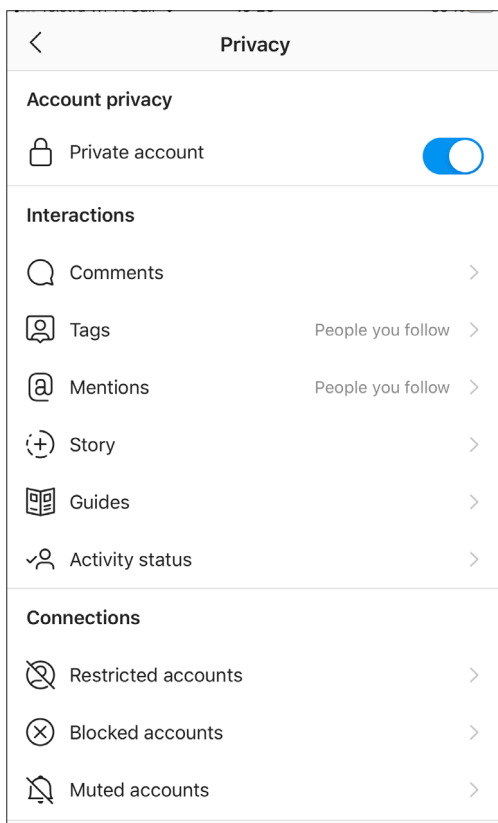 Privacy
Account privacy
Private account
Interactions
Comments
Tags People you follow
Mentions People you follow
Story
Guides
Activity status
Connections
Restricted accounts
Blocked accounts
Muted accounts